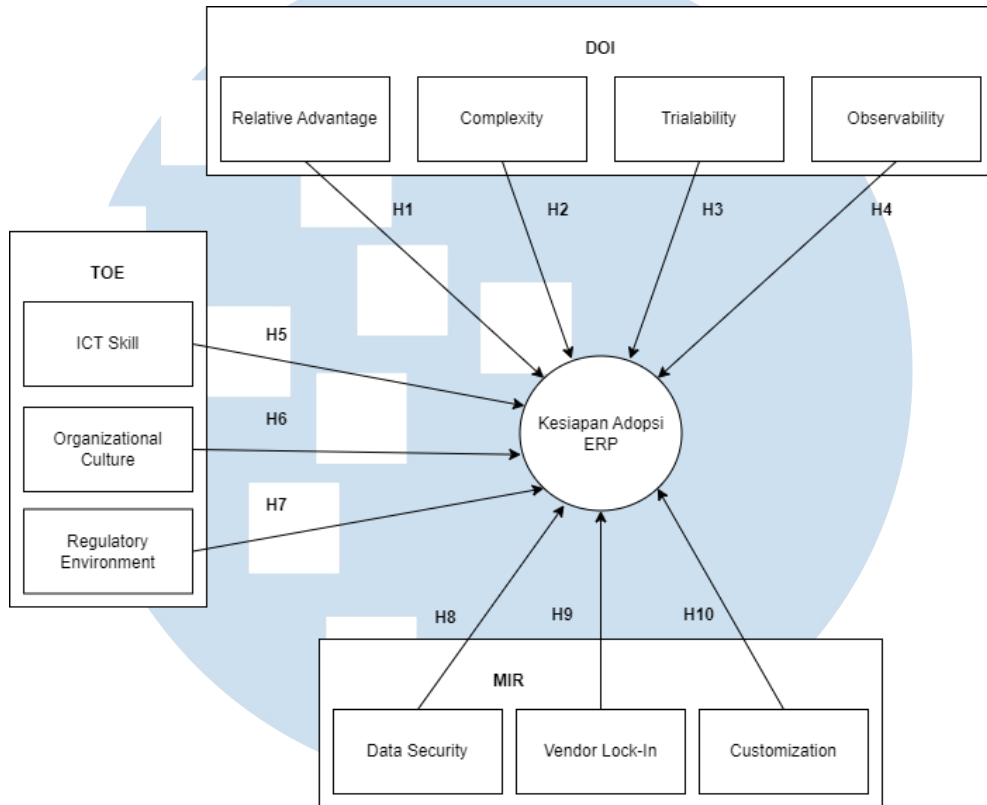 DOI
Relative Advantage
Complexity
Trialability
Observability
H1
H2
H3
H4
TOE
ICT Skill
Organizational
Culture
Regulatory
Environment
H5
H6
H7
Kesiapan Adopsi
ERP
H8
H9
H10
MIR
Data Security
Vendor Lock-In
Customization